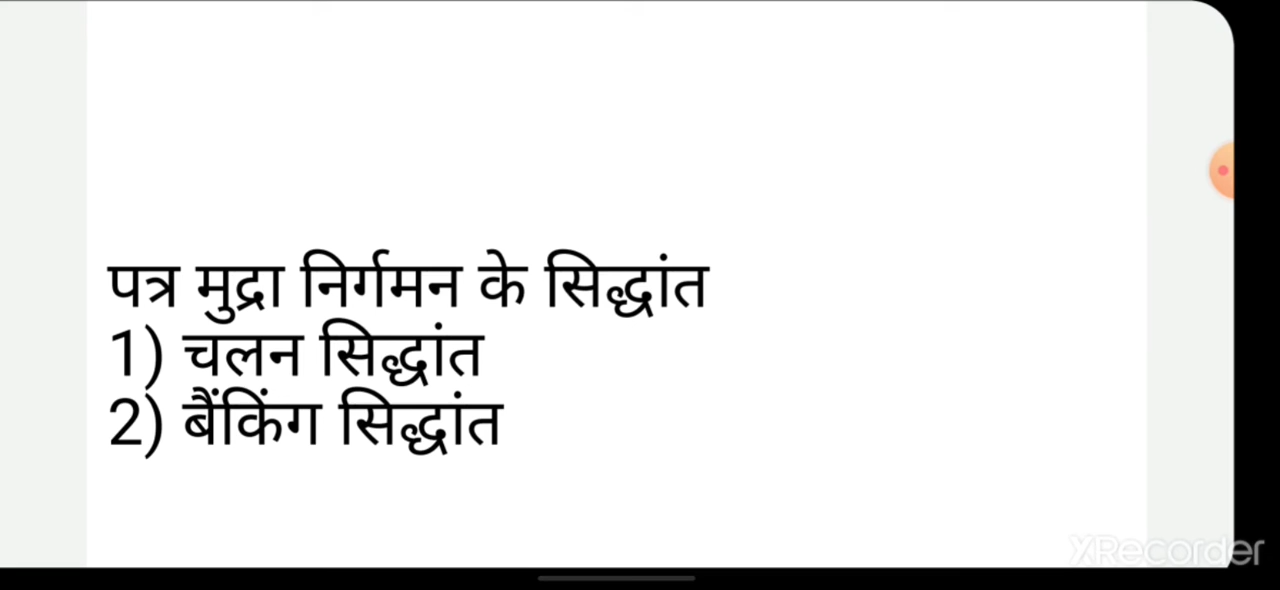 पत्र मुद्रा निर्गमन के सिद्धांत
1) चलन सिद्धांत
2) बैंकिंग सिद्धांत
XRecorder